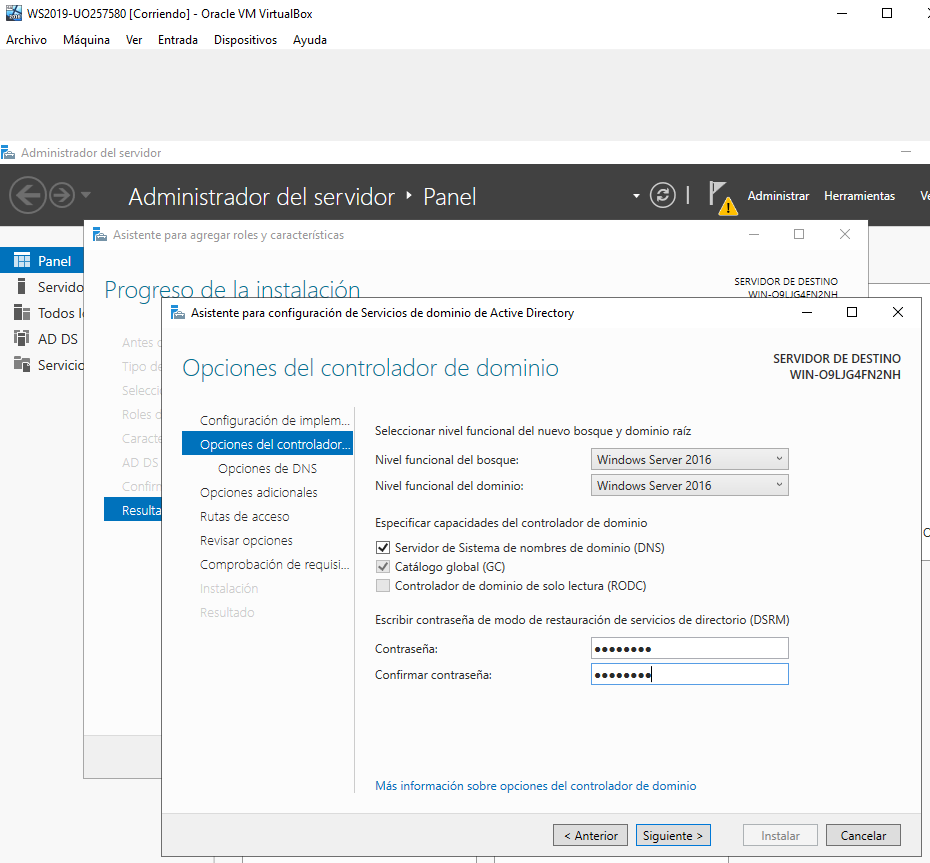 WS2019-UO257580 [Corriendo] - Oracle VM VirtualBox
Archivo Máquina Ver Entrada Dispositivos Ayuda
Administrador del servidor
Administrador del servidor Panel
Administrar Herramientas
Asistente para agregar roles y características
Panel
Progreso de la instalación
SERVIDOR DE DESTINO
WIN-O9LJG4FN2NH
Servido
Todos l
AD DS
Servicio
Antes
Tipo de
Selecci
Roles
Caracte
AD DS
Confirm
Resulta
Asistente para configuración de Servicios de dominio de Active Directory
Opciones del controlador de dominio
SERVIDOR DE DESTINO
WIN-O9LJG4FN2NH
Configuración de implem...
Opciones del controlador...
Opciones de DNS
Opciones adicionales
Rutas de acceso
Revisar opciones
Comprobación de requisi...
Instalación
Resultado
Seleccionar nivel funcional del nuevo bosque y dominio raíz
Nivel funcional del bosque: Windows Server 2016
Nivel funcional del dominio: Windows Server 2016
Especificar capacidades del controlador de dominio
Servidor de Sistema de nombres de dominio (DNS)
Catálogo global (GC)
Controlador de dominio de solo lectura (RODC)
Escribir contraseña de modo de restauración de servicios de directorio (DSRM)
Contraseña: ••••••••
Confirmar contraseña: ••••••••
Más información sobre opciones del controlador de dominio
< Anterior Siguiente > Instalar Cancelar